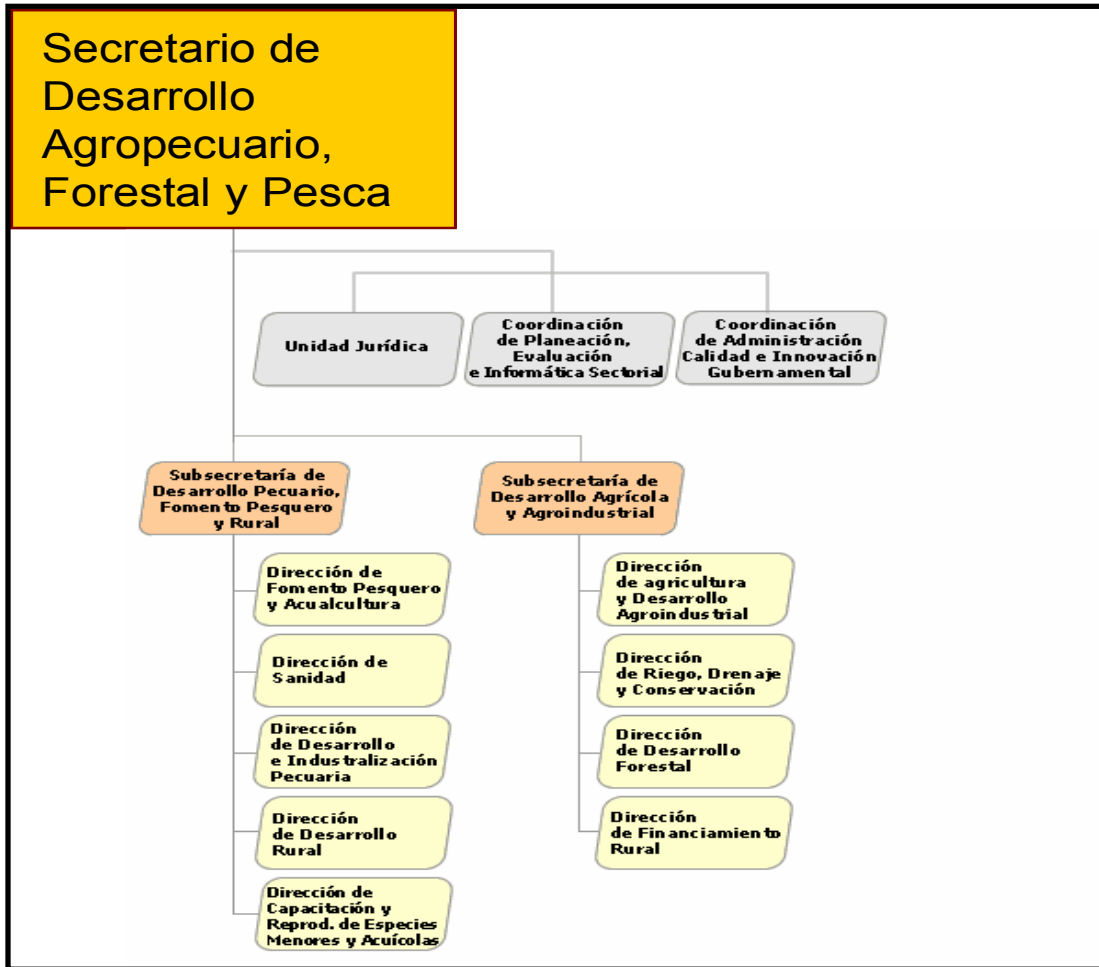 Secretario de
Desarrollo
Agropecuario,
Forestal y Pesca
Unidad Jurídica
Coordinación
de Planeación,
Evaluación
e Informática Sectorial
Coordinación
de Administración
Calidad e Innovación
Gubernamental
Subsecretaría de
Desarrollo Pecuario,
Fomento Pesquero
y Rural
Subsecretaría de
Desarrollo Agrícola
y Agroindustrial
Dirección de
Fomento Pesquero
y Acualcultura
Dirección de
Sanidad
Dirección
de Desarrollo
e Industralización
Pecuaria
Dirección
de Desarrollo
Rural
Dirección de
Capacitación y
Reprod. de Especies
Menores y Acuícolas
Dirección
de agricultura
y Desarrollo
Agroindustrial
Dirección
de Riego, Drenaje
y Conservación
Dirección
de Desarrollo
Forestal
Dirección
de Financiamiento
Rural